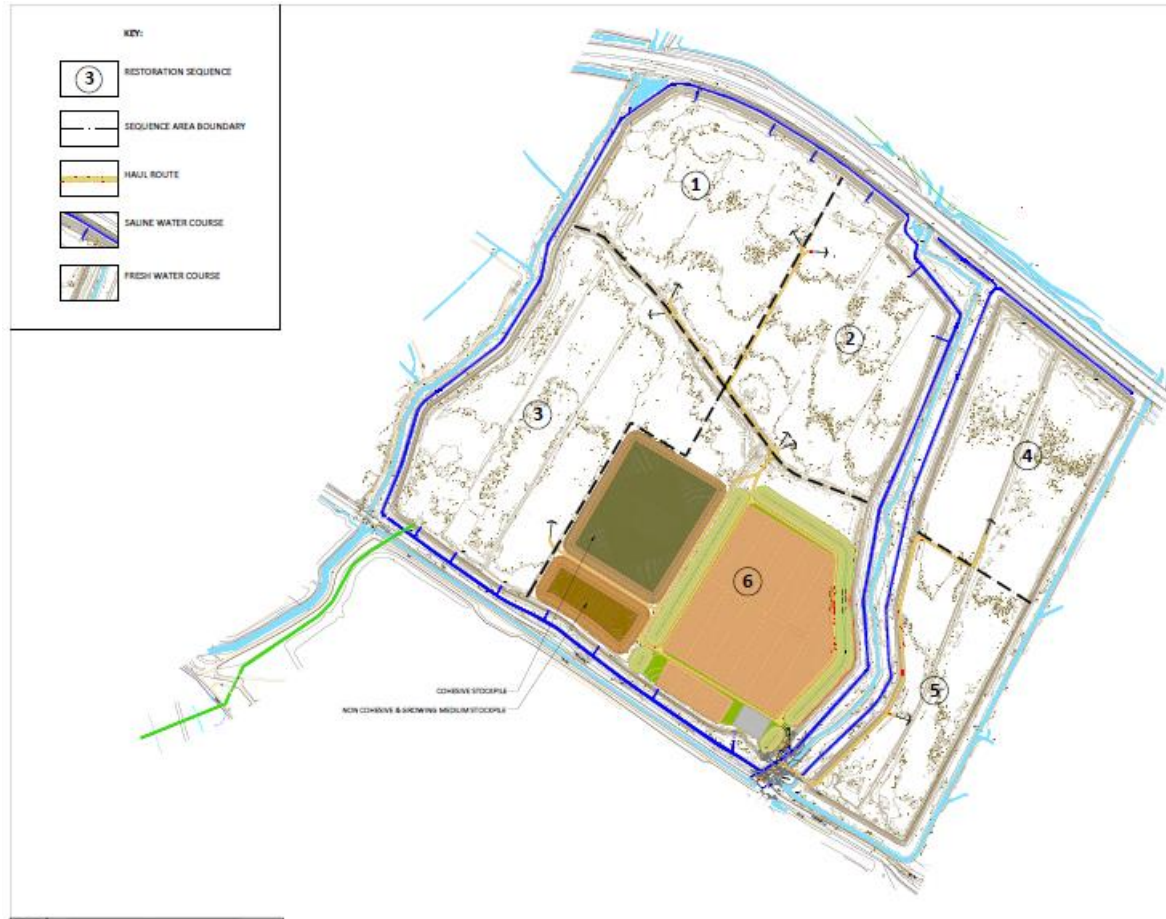 KEY:
3
RESTORATION SEQUENCE
SEQUENCE AREA BOUNDARY
HAUL ROUTE
SALINE WATER COURSE
FRESH WATER COURSE
1
2
3
4
6
5
COHESIVE STOCKPILE
NON COHESIVE & GROWING MEDIUM STOCKPILE